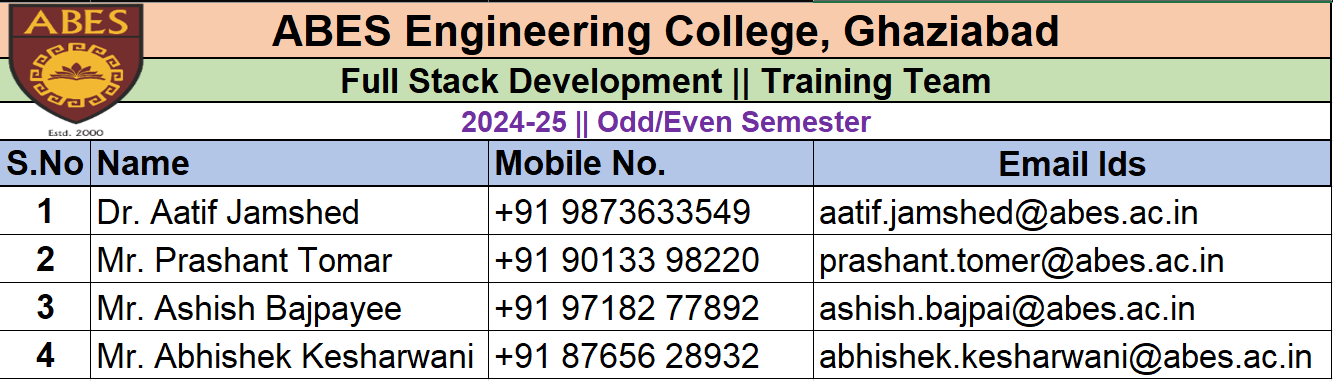 ABES
Estd. 2000
ABES Engineering College, Ghaziabad
Full Stack Development || Training Team
2024-25 || Odd/Even Semester
S.No Name Mobile No. Email Ids
1 Dr. Aatif Jamshed +91 9873633549 aatif.jamshed@abes.ac.in
2 Mr. Prashant Tomar +91 90133 98220 prashant.tomer@abes.ac.in
3 Mr. Ashish Bajpayee +91 97182 77892 ashish.bajpai@abes.ac.in
4 Mr. Abhishek Kesharwani +91 87656 28932 abhishek.kesharwani@abes.ac.in